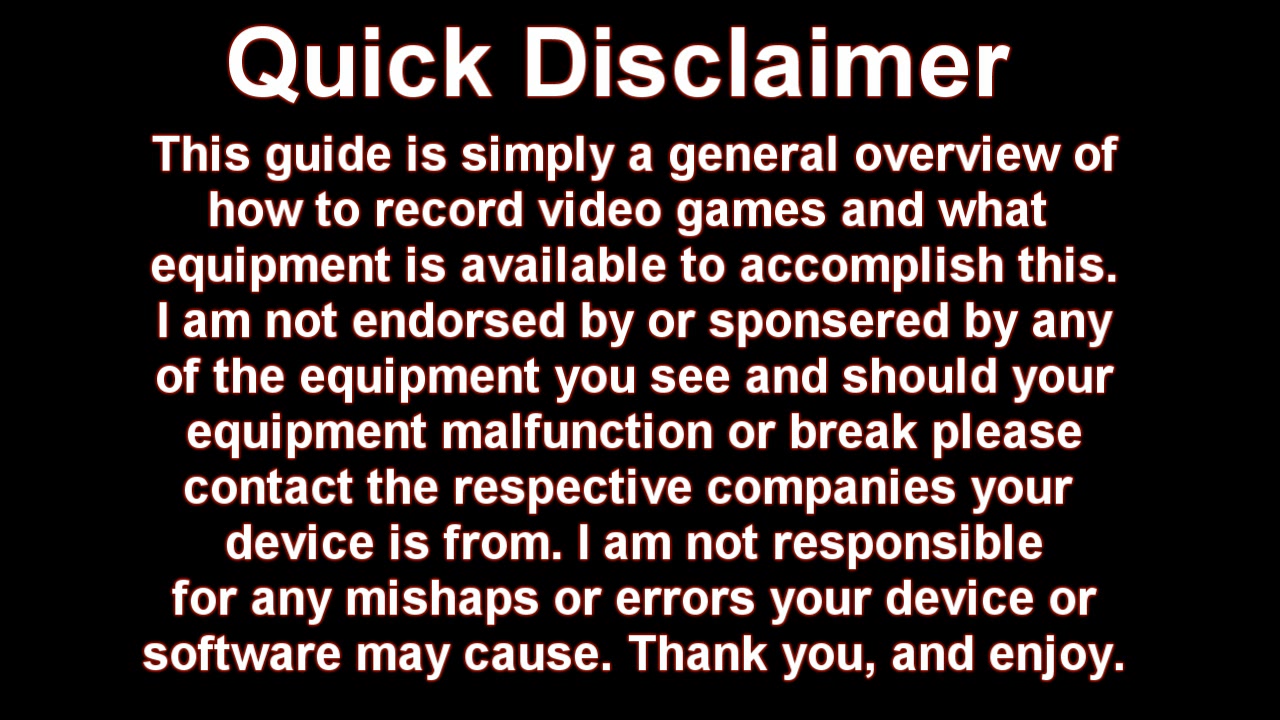 Quick Disclaimer
This guide is simply a general overview of
how to record video games and what
equipment is available to accomplish this.
I am not endorsed by or sponsered by any
of the equipment you see and should your
equipment malfunction or break please
contact the respective companies your
device is from. I am not responsible
for any mishaps or errors your device or
software may cause. Thank you, and enjoy.